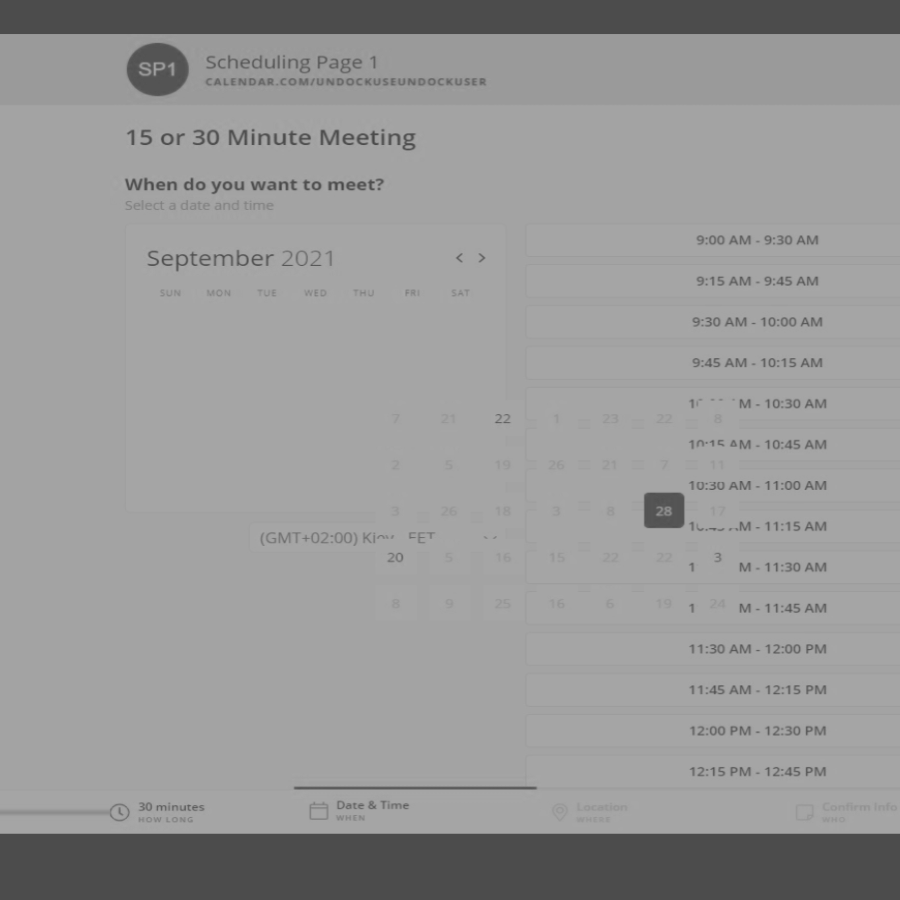 SP1
Scheduling Page 1
CALENDAR.COM/UNDOCKUSEUNDOCKUSER
15 or 30 Minute Meeting
When do you want to meet?
Select a date and time
September 2021
< >
SUN MON TUE WED THU FRI SAT
9:00 AM - 9:30 AM
9:15 AM - 9:45 AM
9:30 AM - 10:00 AM
9:45 AM - 10:15 AM
M - 10:30 AM
10:15 AM - 10:45 AM
10:30 AM - 11:00 AM
M - 11:15 AM
M - 11:30 AM
M - 11:45 AM
11:30 AM - 12:00 PM
11:45 AM - 12:15 PM
12:00 PM - 12:30 PM
12:15 PM - 12:45 PM
7 21 22 1 23 22 8
2 5 19 26 21 7 11
3 26 18 3 8 28 17
20 5 16 15 22 22 3
8 9 25 16 6 19 24
(GMT+02:00) Kiev EET
30 minutes
HOW LONG
Date & Time
WHEN
Location
WHERE
Confirm Info
WHO